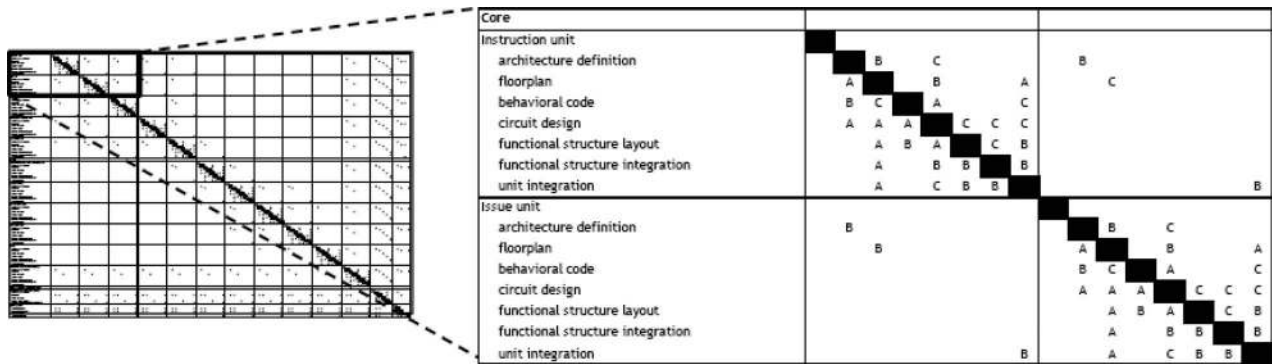 Core
Instruction unit
architecture definition B C B
floorplan A B A C
behavioral code B C A C
circuit design A A A C C C
functional structure layout A B A C B
functional structure integration A B B B
unit integration A C B B B
Issue unit
architecture definition B B C
floorplan B A B A
behavioral code B C A C
circuit design A A A C C C
functional structure layout A B A C B
functional structure integration A B B B
unit integration B A C B B